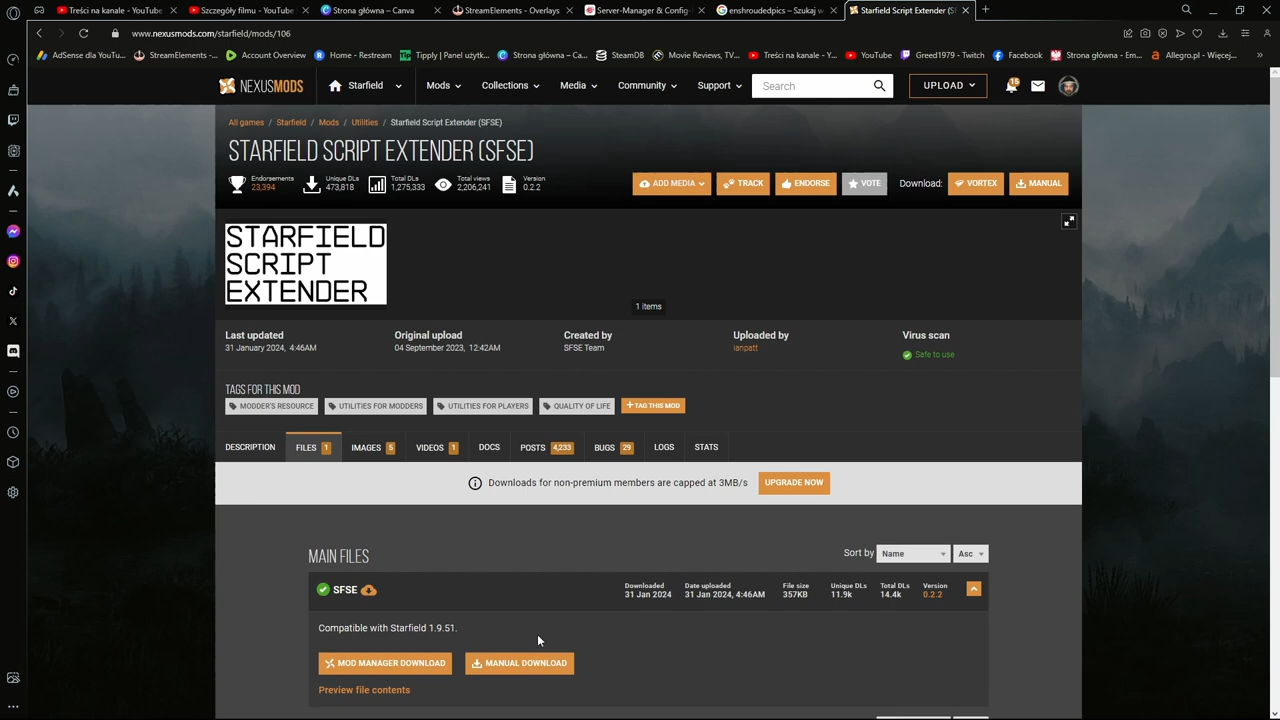 Treści na kanale - YouTube
Szczegóły filmu - YouTube
Strona główna – Canva
StreamElements - Overlays
Server-Manager & Config-
enshroudedpics – Szukaj w
Starfield Script Extender (SF
www.nexusmods.com/starfield/mods/106
AdSense dla YouTu...
StreamElements -...
Account Overview
Home - Restream
Tipply | Panel użytk...
Strona główna – C...
SteamDB
Movie Reviews, TV...
Treści na kanale - Y...
YouTube
Greed1979 - Twitch
Facebook
Strona główna – Em...
Allegro.pl - Więcej...
NEXUSMODS
Starfield
Mods
Collections
Media
Community
Support
Search
UPLOAD
15
All games / Starfield / Mods / Utilities / Starfield Script Extender (SFSE)
STARFIELD SCRIPT EXTENDER (SFSE)
Endorsements
23,394
Unique DLs
473,818
Total DLs
1,275,333
Total views
2,206,241
Version
0.2.2
ADD MEDIA
TRACK
ENDORSE
VOTE
Download:
VORTEX
MANUAL
STARFIELD
SCRIPT
EXTENDER
1 items
Last updated
31 January 2024, 4:46AM
Original upload
04 September 2023, 12:42AM
Created by
SFSE Team
Uploaded by
ianpatt
Virus scan
Safe to use
TAGS FOR THIS MOD
MODDER'S RESOURCE
UTILITIES FOR MODDERS
UTILITIES FOR PLAYERS
QUALITY OF LIFE
+ TAG THIS MOD
DESCRIPTION
FILES 1
IMAGES 5
VIDEOS 1
DOCS
POSTS 4,233
BUGS 29
LOGS
STATS
Downloads for non-premium members are capped at 3MB/s
UPGRADE NOW
MAIN FILES
Sort by
Name
Asc
SFSE
Downloaded
31 Jan 2024
Date uploaded
31 Jan 2024, 4:46AM
File size
357KB
Unique DLs
11.9k
Total DLs
14.4k
Version
0.2.2
Compatible with Starfield 1.9.51.
MOD MANAGER DOWNLOAD
MANUAL DOWNLOAD
Preview file contents